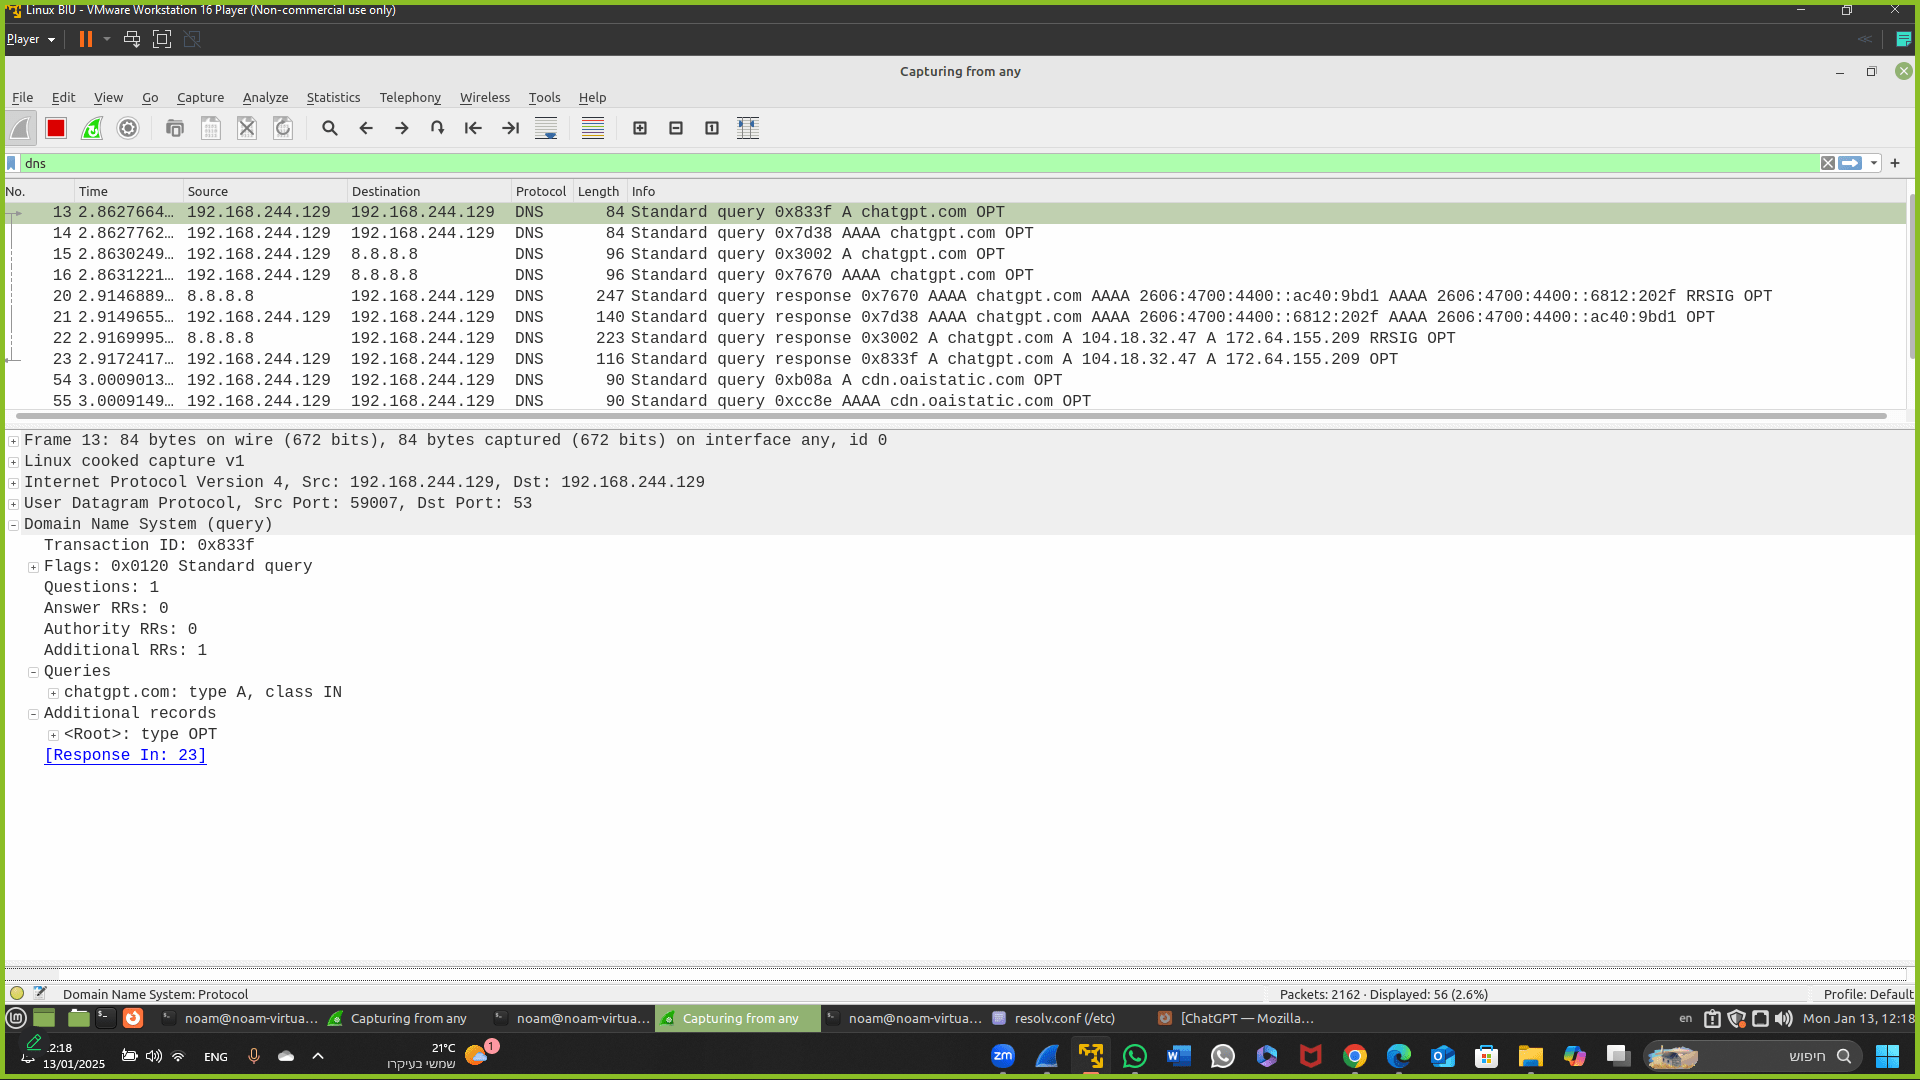 Linux BIU - VMware Workstation 16 Player (Non-commercial use only)
Player
Capturing from any
File Edit View Go Capture Analyze Statistics Telephony Wireless Tools Help
dns
No. Time Source Destination Protocol Length Info
13 2.8627664… 192.168.244.129 192.168.244.129 DNS 84 Standard query 0x833f A chatgpt.com OPT
14 2.8627762… 192.168.244.129 192.168.244.129 DNS 84 Standard query 0x7d38 AAAA chatgpt.com OPT
15 2.8630249… 192.168.244.129 8.8.8.8 DNS 96 Standard query 0x3002 A chatgpt.com OPT
16 2.8631221… 192.168.244.129 8.8.8.8 DNS 96 Standard query 0x7670 AAAA chatgpt.com OPT
20 2.9146889… 8.8.8.8 192.168.244.129 DNS 247 Standard query response 0x7670 AAAA chatgpt.com AAAA 2606:4700:4400::ac40:9bd1 AAAA 2606:4700:4400::6812:202f RRSIG OPT
21 2.9149655… 192.168.244.129 192.168.244.129 DNS 140 Standard query response 0x7d38 AAAA chatgpt.com AAAA 2606:4700:4400::6812:202f AAAA 2606:4700:4400::ac40:9bd1 OPT
22 2.9169995… 8.8.8.8 192.168.244.129 DNS 223 Standard query response 0x3002 A chatgpt.com A 104.18.32.47 A 172.64.155.209 RRSIG OPT
23 2.9172417… 192.168.244.129 192.168.244.129 DNS 116 Standard query response 0x833f A chatgpt.com A 104.18.32.47 A 172.64.155.209 OPT
54 3.0009013… 192.168.244.129 192.168.244.129 DNS 90 Standard query 0xb08a A cdn.oaistatic.com OPT
55 3.0009149… 192.168.244.129 192.168.244.129 DNS 90 Standard query 0xcc8e AAAA cdn.oaistatic.com OPT
Frame 13: 84 bytes on wire (672 bits), 84 bytes captured (672 bits) on interface any, id 0
Linux cooked capture v1
Internet Protocol Version 4, Src: 192.168.244.129, Dst: 192.168.244.129
User Datagram Protocol, Src Port: 59007, Dst Port: 53
Domain Name System (query)
Transaction ID: 0x833f
Flags: 0x0120 Standard query
Questions: 1
Answer RRs: 0
Authority RRs: 0
Additional RRs: 1
Queries
chatgpt.com: type A, class IN
Additional records
<Root>: type OPT
[Response In: 23]
Domain Name System: Protocol
Packets: 2162 · Displayed: 56 (2.6%)
Profile: Default
noam@noam-virtua… Capturing from any noam@noam-virtua… Capturing from any noam@noam-virtua… resolv.conf (/etc) [ChatGPT — Mozilla… en Mon Jan 13, 12:18
12:18
13/01/2025
ENG
21°C
שמשי בעיקרו
1
zm
חיפוש